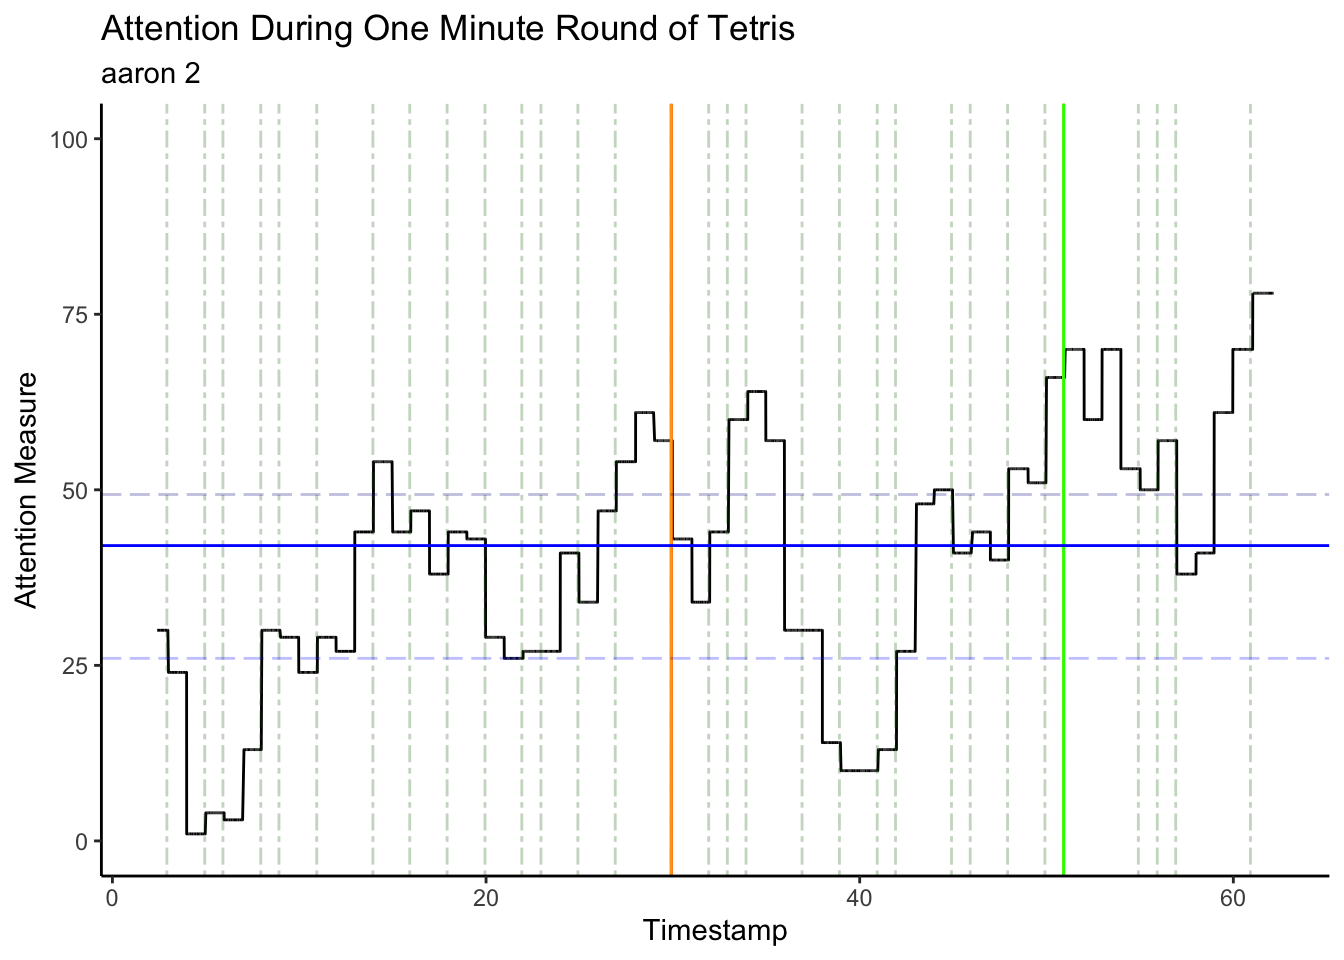 Attention During One Minute Round of Tetris
aaron 2
100
75
50
25
0
Attention Measure
0 20 40 60
Timestamp